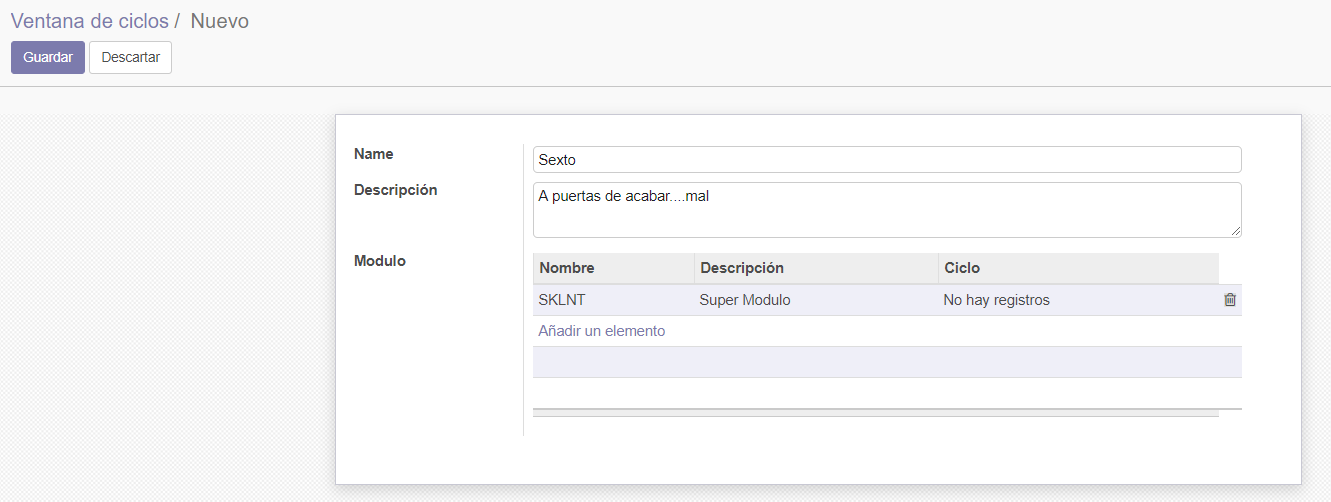 Ventana de ciclos / Nuevo
Guardar Descartar
Name Sexto
Descripción A puertas de acabar....mal
Modulo Nombre Descripción Ciclo
SKLNT Super Modulo No hay registros
Añadir un elemento